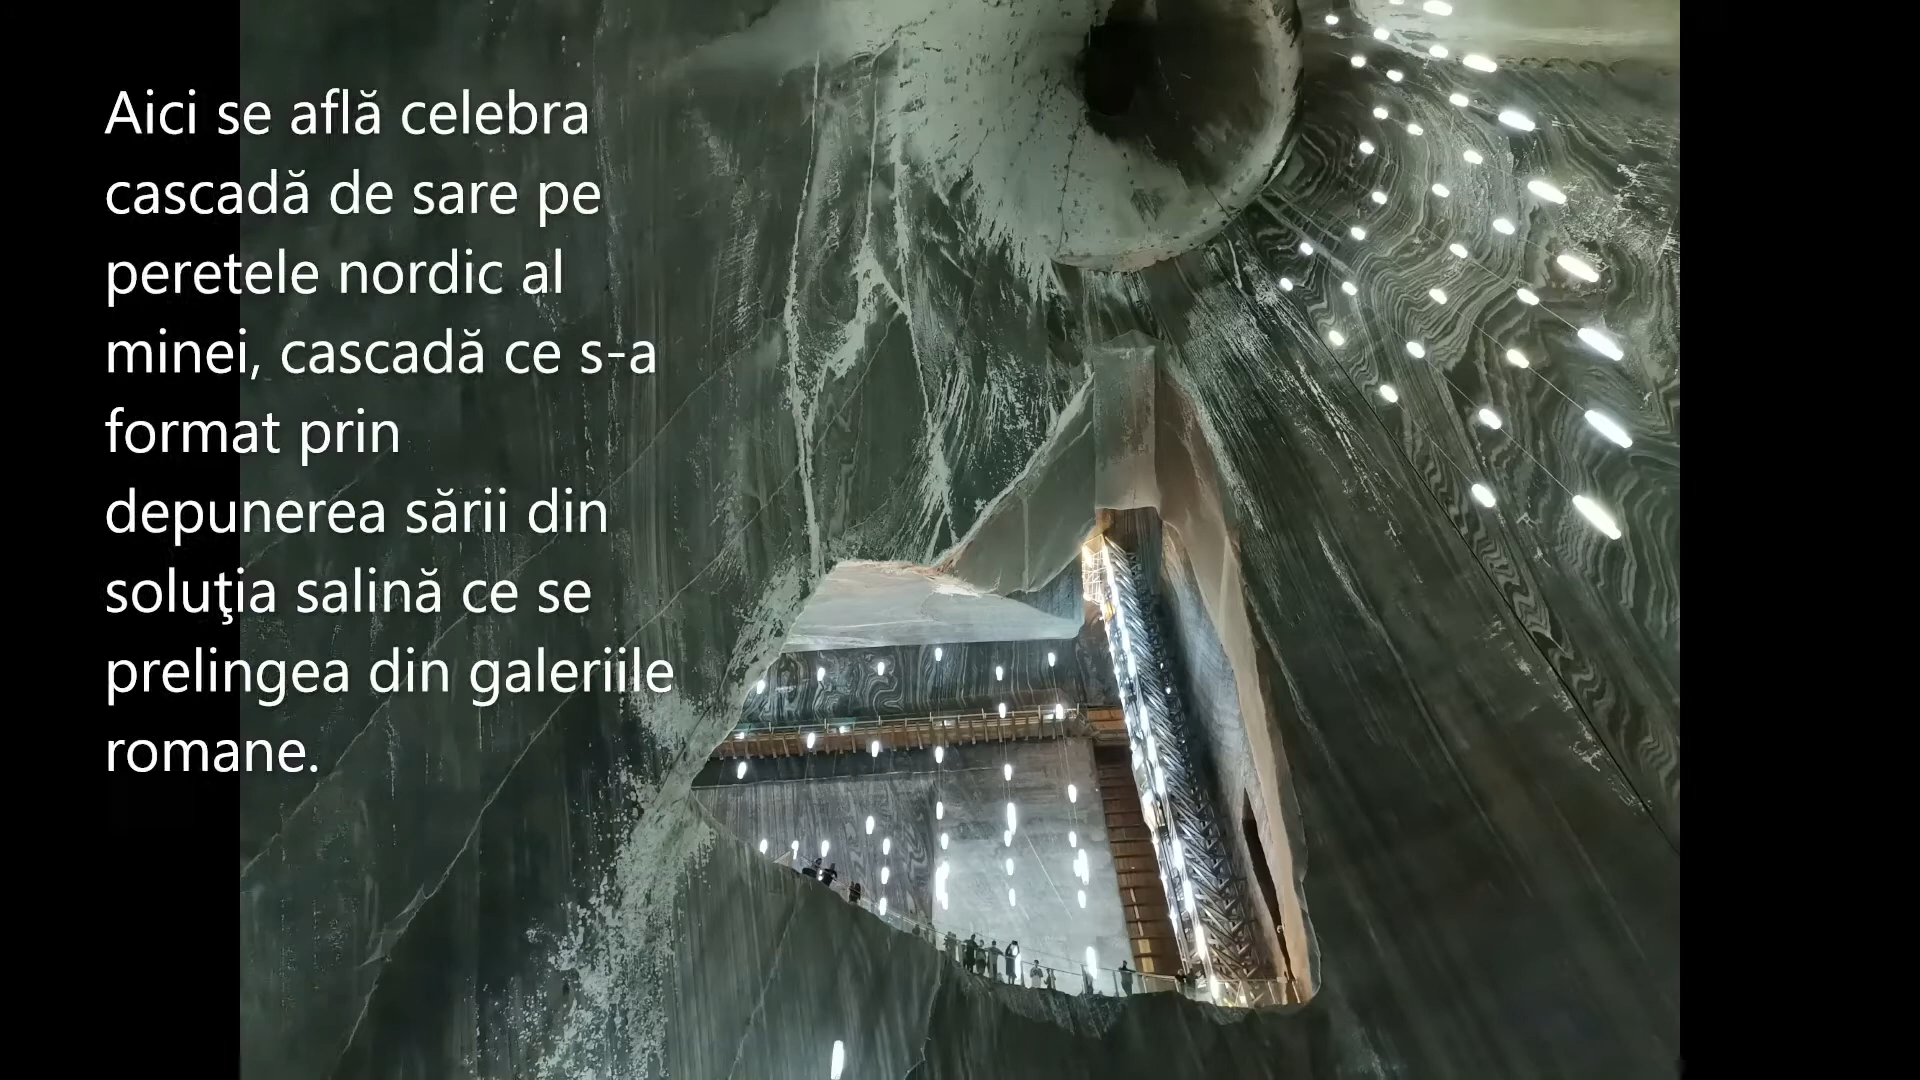 Aici se află celebra
cascadă de sare pe
peretele nordic al
minei, cascadă ce s-a
format prin
depunerea sării din
soluţia salină ce se
prelingea din galeriile
romane.